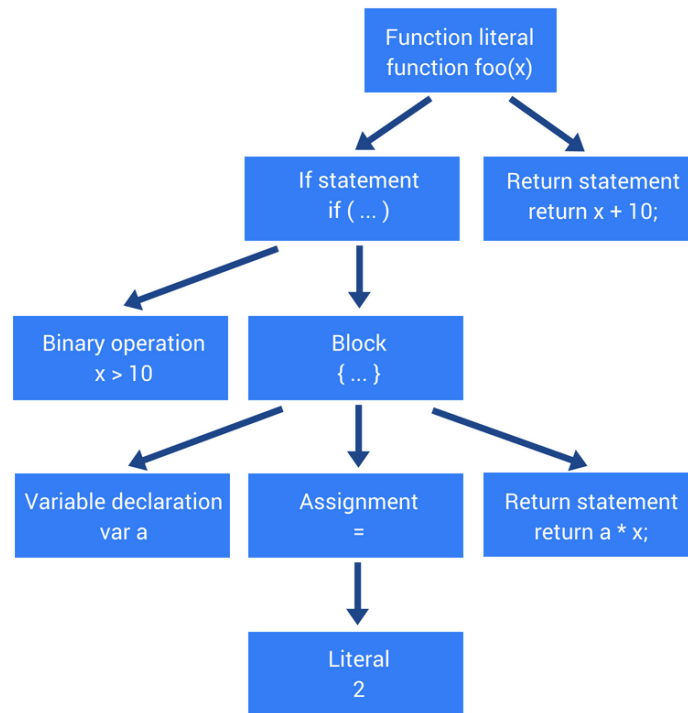 Function literal
function foo(x)
If statement
if ( ... )
Return statement
return x + 10;
Binary operation
x > 10
Block
{ ... }
Variable declaration
var a
Assignment
=
Return statement
return a * x;
Literal
2